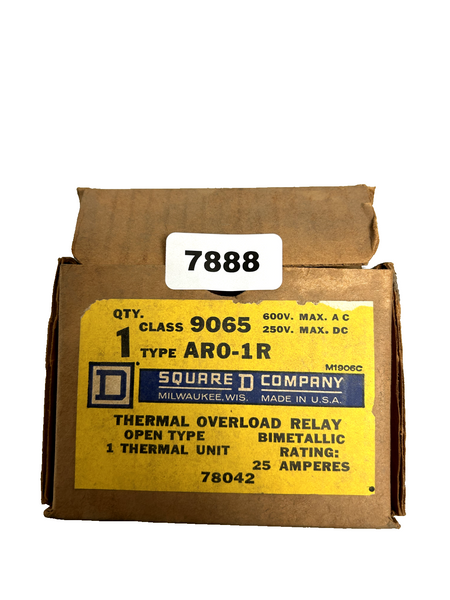 7888
QTY.
1
CLASS 9065
600V. MAX. A C
250V. MAX. DC
TYPE ARO-1R
M1906C
D
SQUARE D COMPANY
MILWAUKEE, WIS. MADE IN U.S.A.
THERMAL OVERLOAD RELAY
OPEN TYPE BIMETALLIC
1 THERMAL UNIT RATING:
25 AMPERES
78042